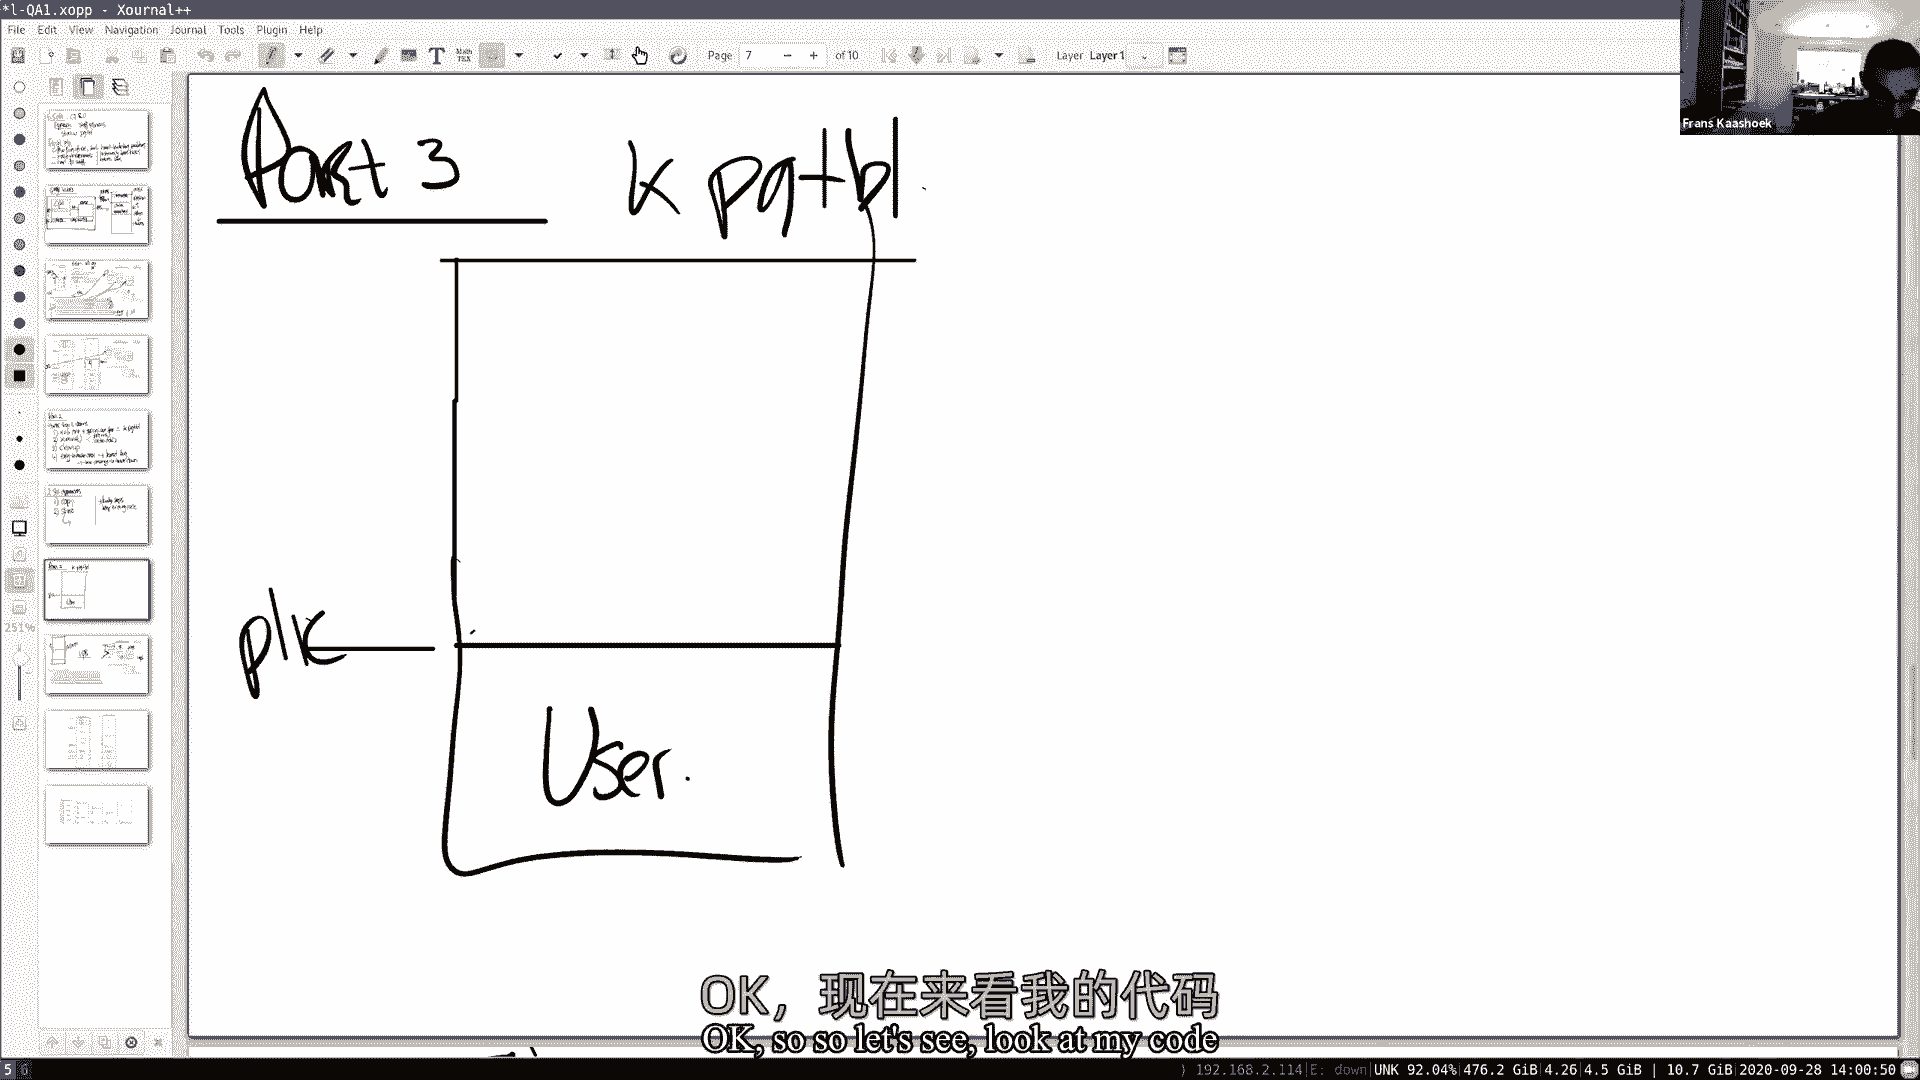 *l-QA1.xopp - Xournal++
File Edit View Navigation Journal Tools Plugin Help
Page 7 - + of 10 Layer Layer 1
Frans Kaashoek
Part 3 k pgtbl
251%
plic
User.
OK，现在来看我的代码
OK, so so let's see, look at my code
5 6 ) 192.168.2.114|E: down|UNK 92.04%|476.2 GiB|4.26|4.5 GiB | 10.7 GiB|2020-09-28 14:00:50